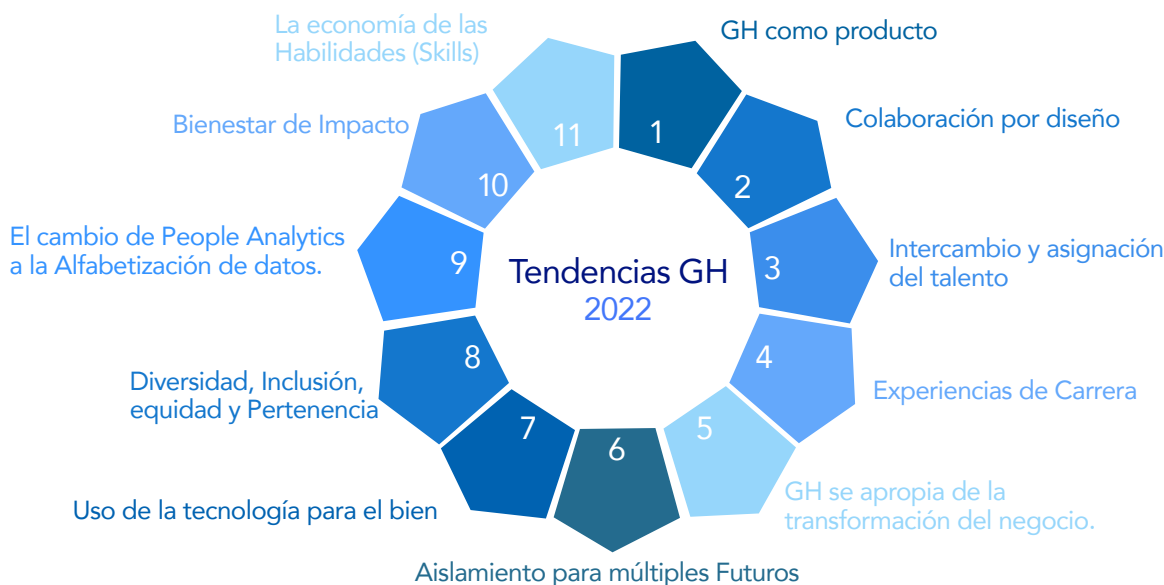 La economía de las
Habilidades (Skills)
GH como producto
Bienestar de Impacto
Colaboración por diseño
11
1
10
2
El cambio de People Analytics
a la Alfabetización de datos.
9
Tendencias GH
2022
3
Intercambio y asignación
del talento
8
4
Diversidad, Inclusión,
equidad y Pertenencia
Experiencias de Carrera
7
6
5
Uso de la tecnología para el bien
GH se apropia de la
transformación del negocio.
Aislamiento para múltiples Futuros